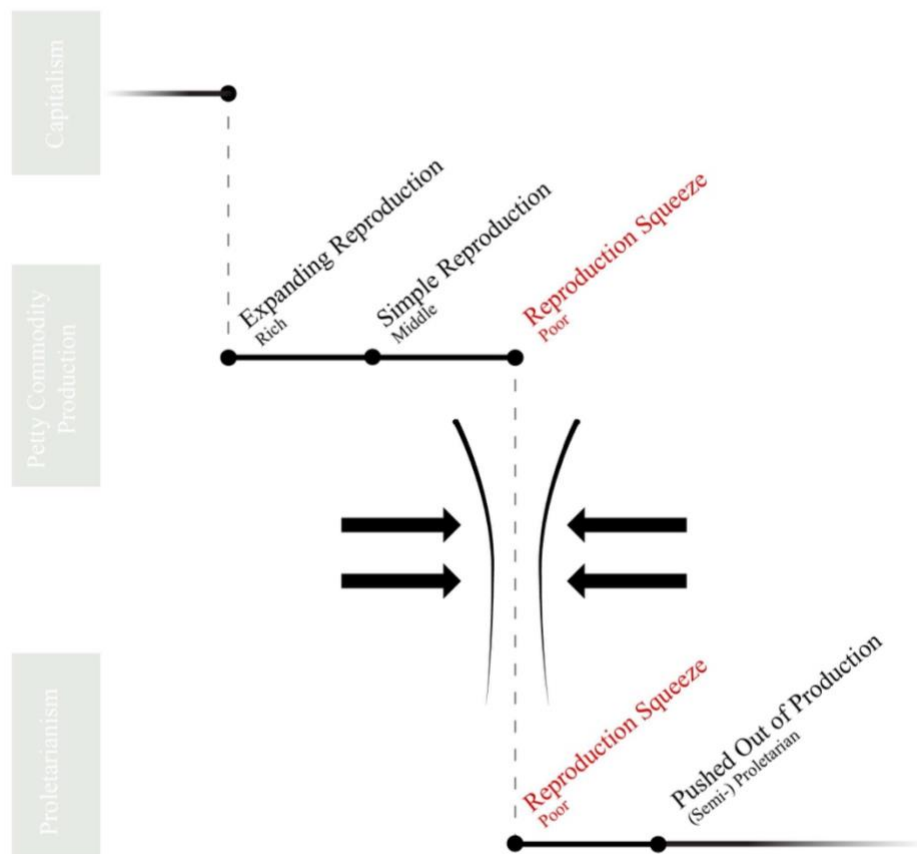 Capitalism
Expanding Reproduction
Rich
Simple Reproduction
Middle
Reproduction Squeeze
Poor
Petty Commodity
Production
Reproduction Squeeze
Poor
Pushed Out of Production
(Semi-) Proletarian
Proletarianism